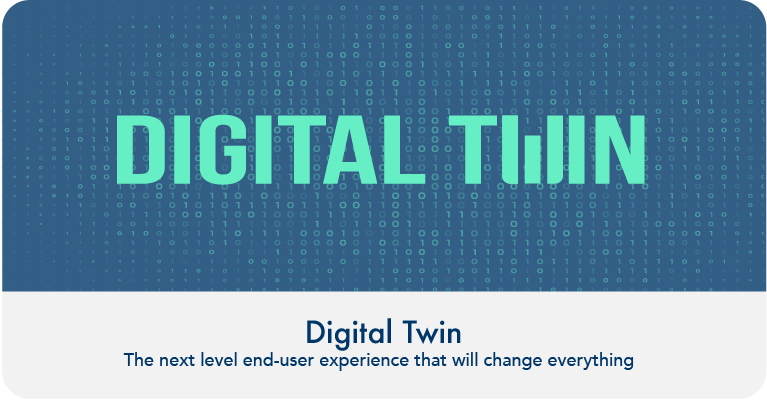 DIGITAL TWIN
Digital Twin
The next level end-user experience that will change everything